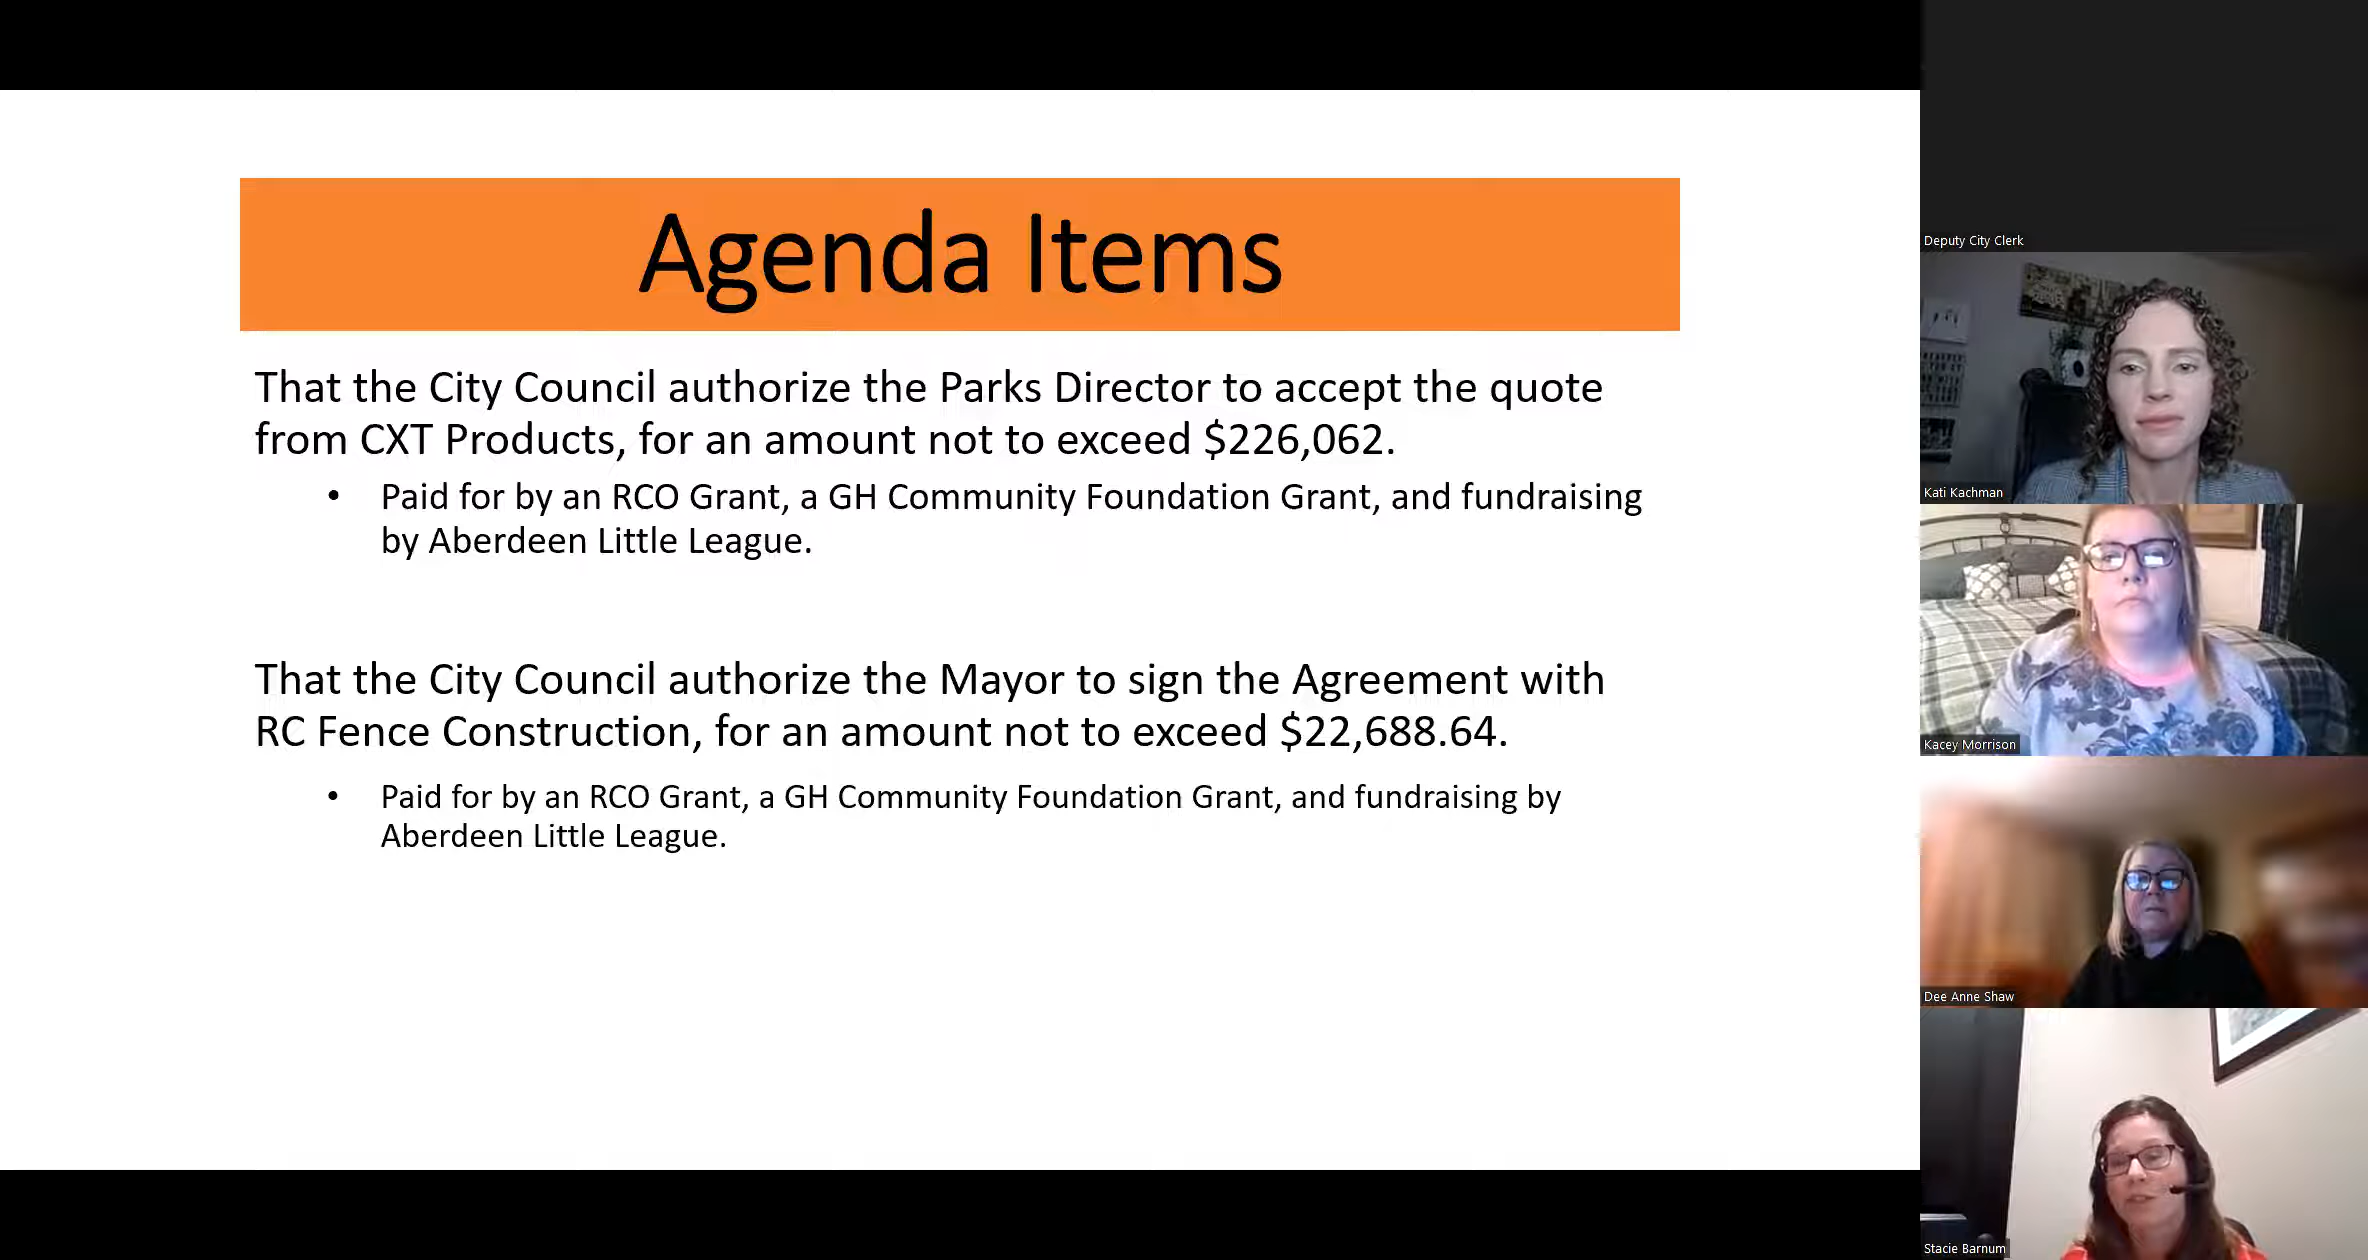 Agenda Items
That the City Council authorize the Parks Director to accept the quote
from CXT Products, for an amount not to exceed $226,062.
• Paid for by an RCO Grant, a GH Community Foundation Grant, and fundraising
by Aberdeen Little League.
That the City Council authorize the Mayor to sign the Agreement with
RC Fence Construction, for an amount not to exceed $22,688.64.
• Paid for by an RCO Grant, a GH Community Foundation Grant, and fundraising by
Aberdeen Little League.
Deputy City Clerk
Kati Kachman
Kacey Morrison
Dee Anne Shaw
Stacie Barnum